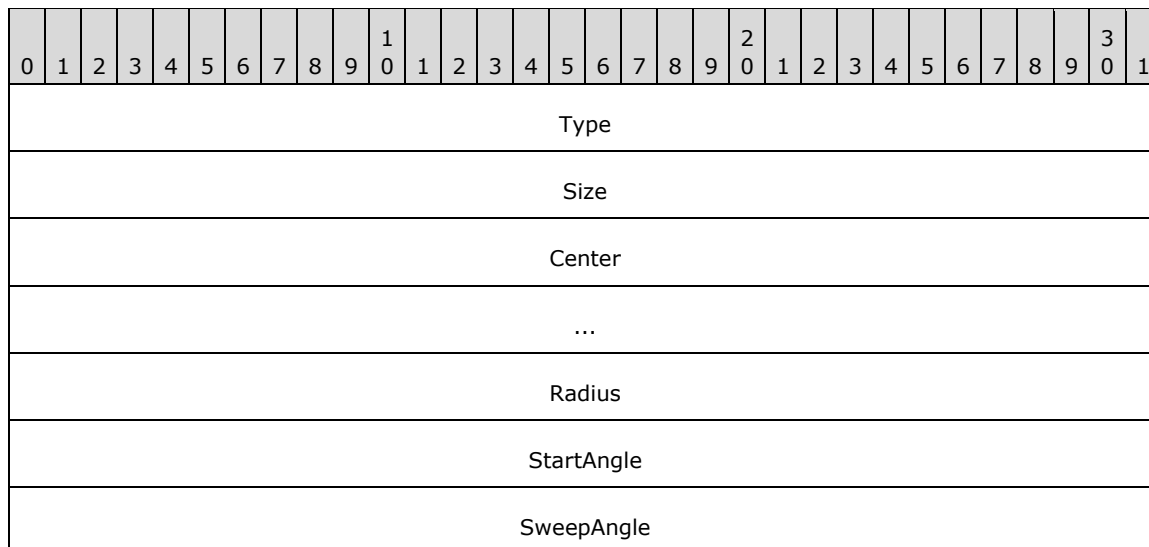 1 2 3
0 1 2 3 4 5 6 7 8 9 0 1 2 3 4 5 6 7 8 9 0 1 2 3 4 5 6 7 8 9 0 1
Type
Size
Center
...
Radius
StartAngle
SweepAngle